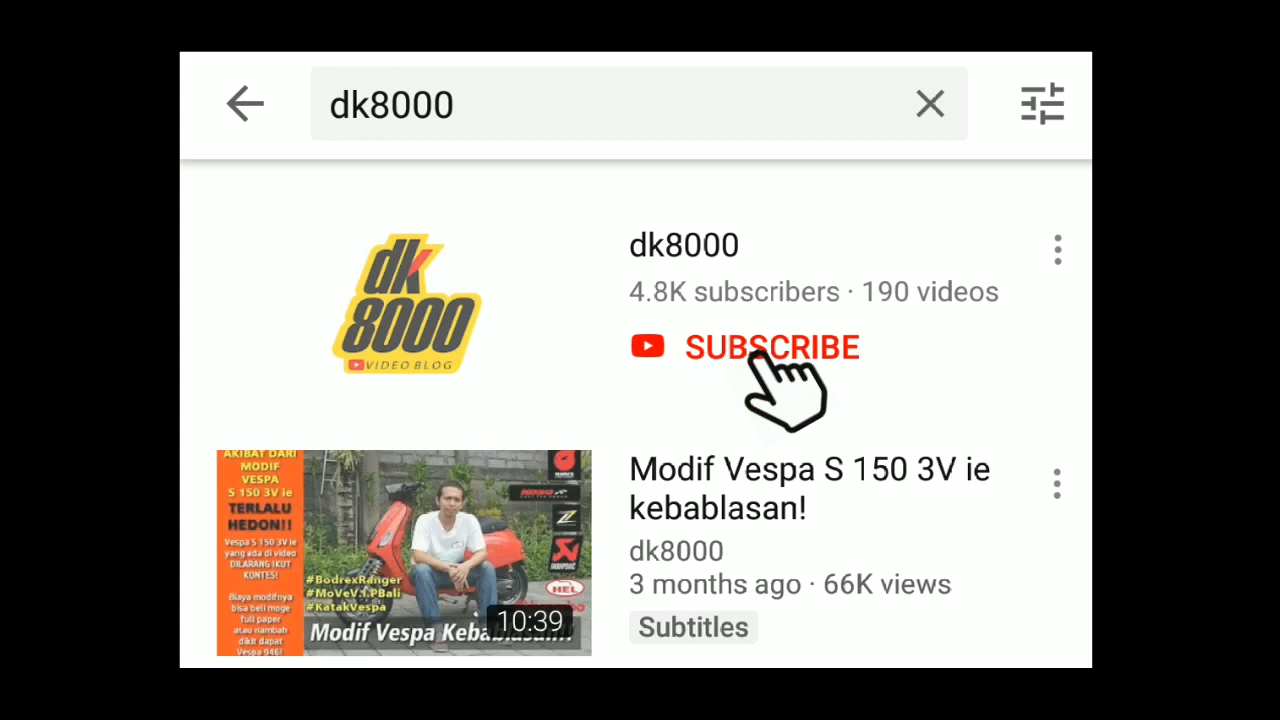 dk8000
dk
8000
VIDEO BLOG
dk8000
4.8K subscribers · 190 videos
SUBSCRIBE
AKIBAT DARI
MODIF
VESPA
S 150 3V ie
TERLALU
HEDON!!
Vespa S 150 3V ie
yang ada di video
DILARANG IKUT
KONTES!
Biaya modifnya
bisa beli moge
full paper
atau nambah
dikit dapat
Vespa 946!
#BodrexRanger
#MoVeV.I.PBali
#KatakVespa
Modif Vespa
10:39
HEL
Modif Vespa S 150 3V ie
kebablasan!
dk8000
3 months ago · 66K views
Subtitles